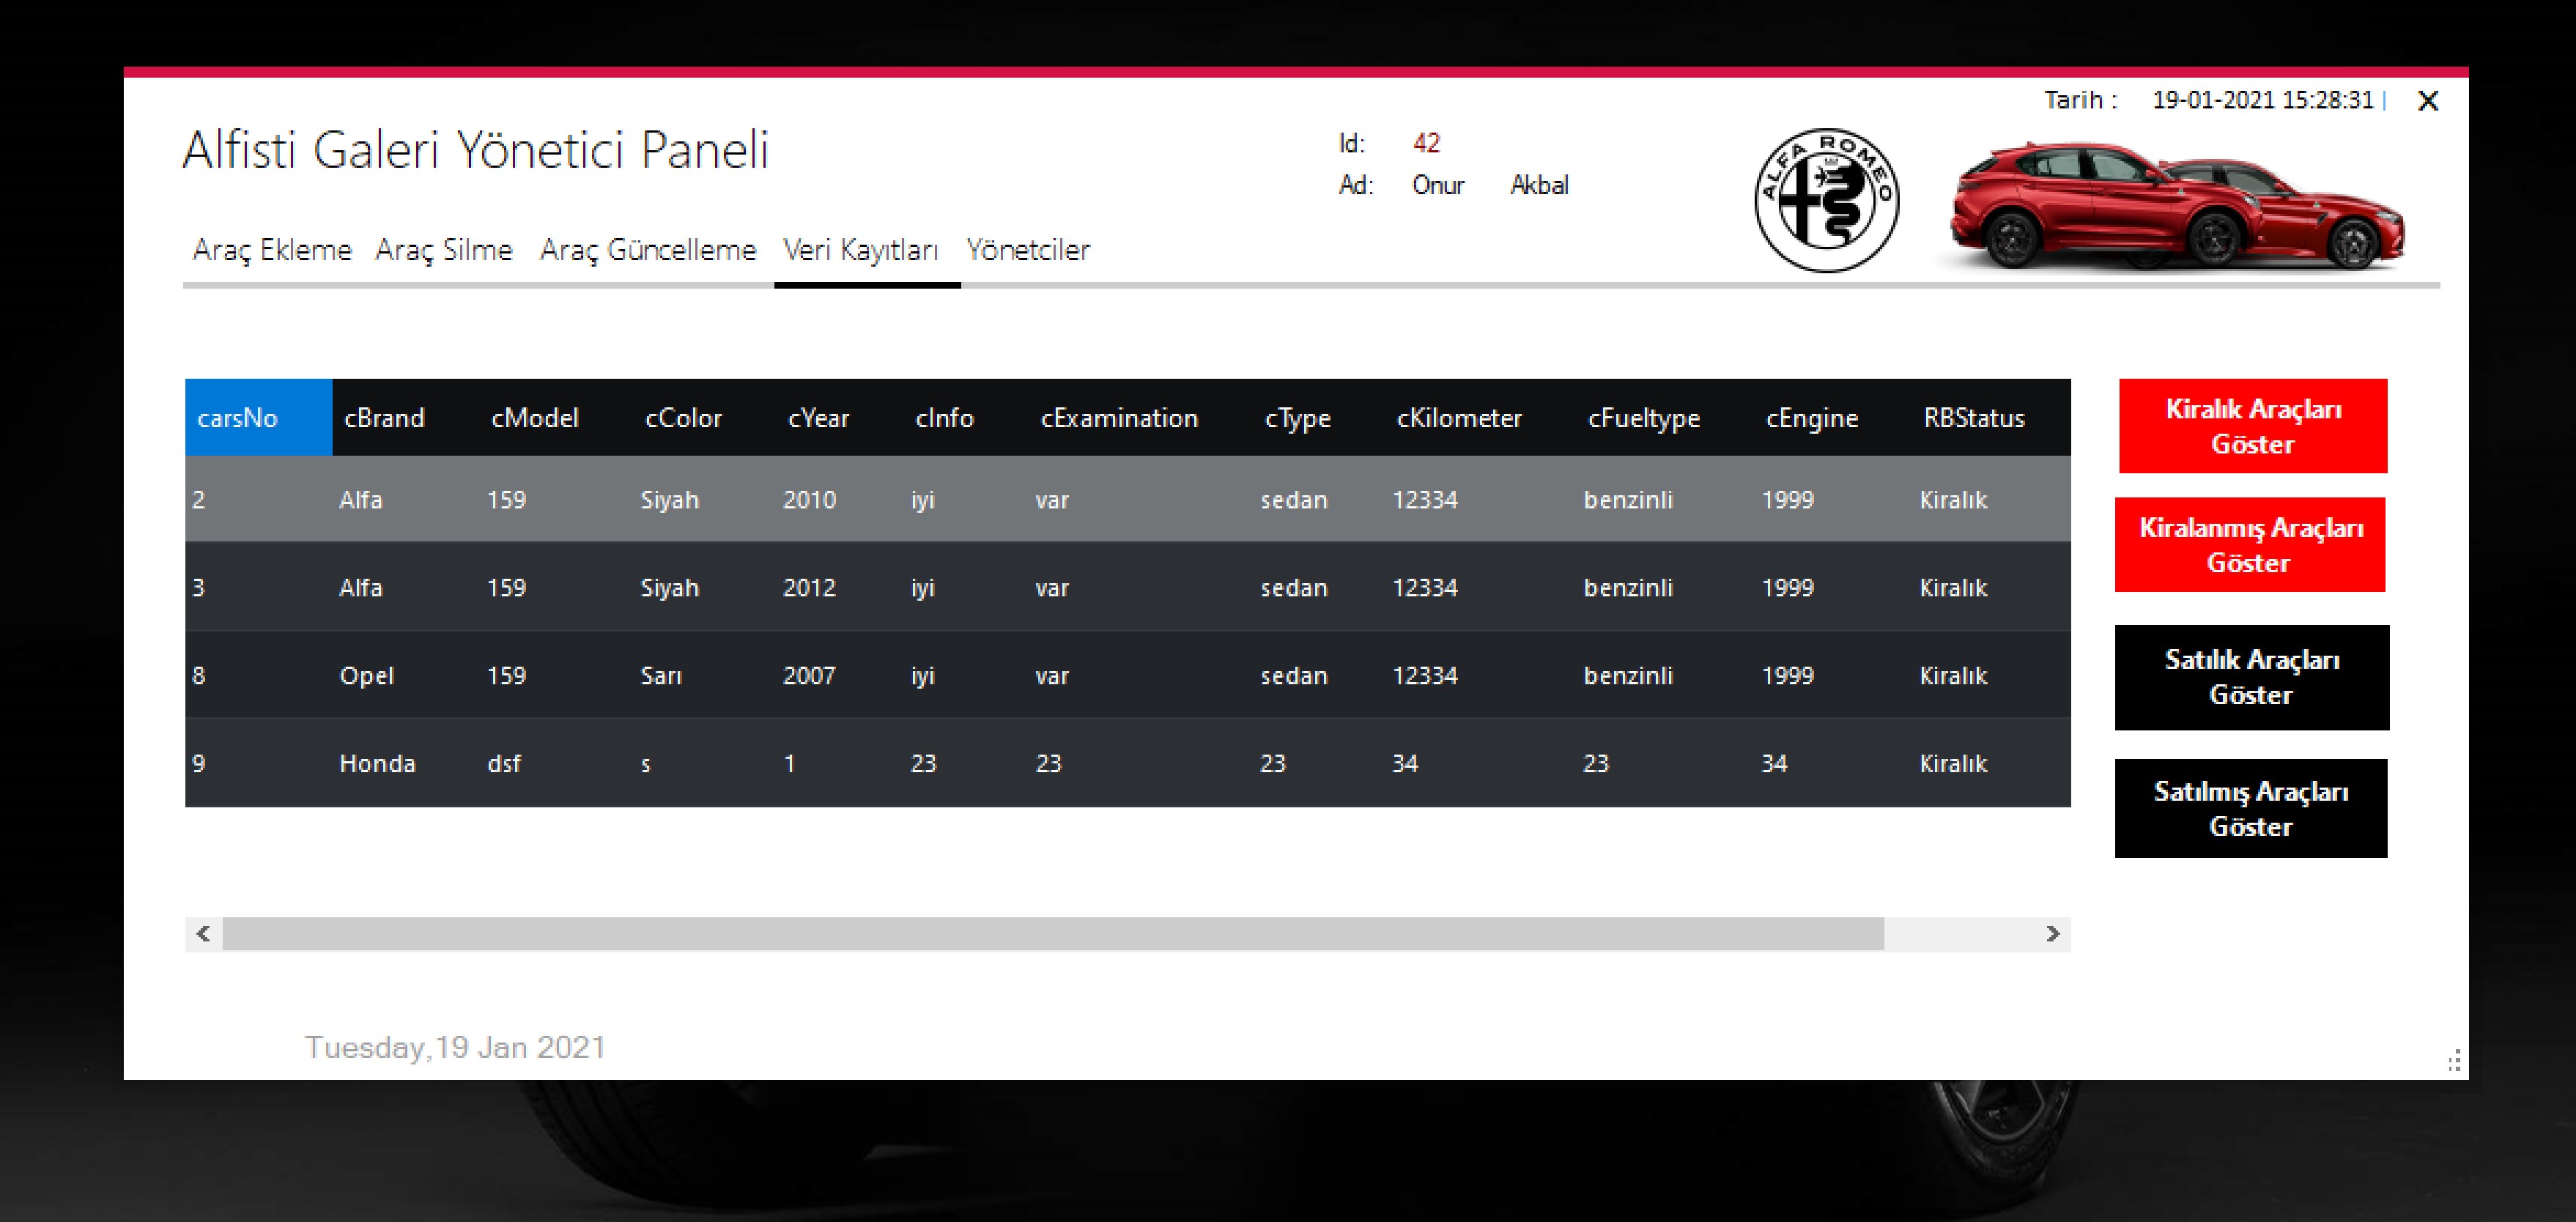 Tarih : 19-01-2021 15:28:31
Alfisti Galeri Yönetici Paneli
Id: 42
Ad: Onur Akbal
ALFA ROMEO
Araç Ekleme Araç Silme Araç Güncelleme Veri Kayıtları Yönetciler
carsNo cBrand cModel cColor cYear cInfo cExamination cType cKilometer cFueltype cEngine RBStatus
2 Alfa 159 Siyah 2010 iyi var sedan 12334 benzinli 1999 Kiralık
3 Alfa 159 Siyah 2012 iyi var sedan 12334 benzinli 1999 Kiralık
8 Opel 159 Sarı 2007 iyi var sedan 12334 benzinli 1999 Kiralık
9 Honda dsf s 1 23 23 23 34 23 34 Kiralık
Kiralık Araçları
Göster
Kiralanmış Araçları
Göster
Satılık Araçları
Göster
Satılmış Araçları
Göster
Tuesday,19 Jan 2021